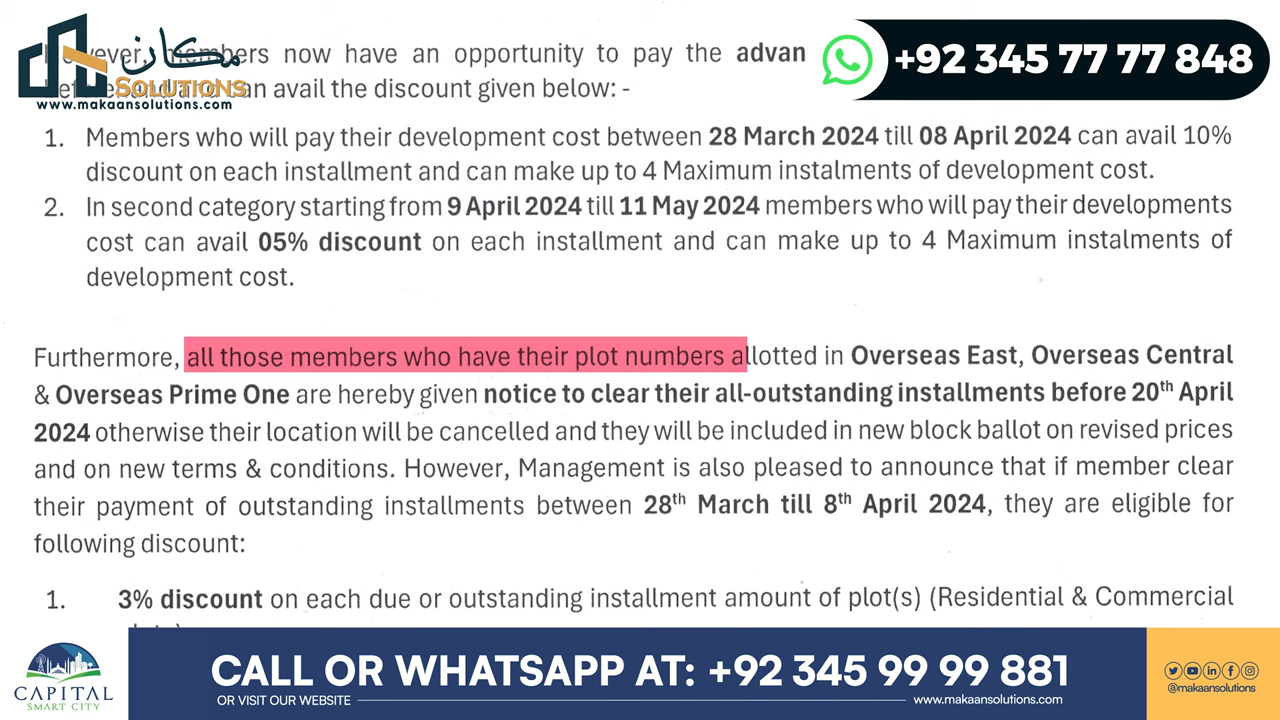 مکان
SOLUTIONS
www.makaansolutions.com
+92 345 77 77 848
members now have an opportunity to pay the advan
avail the discount given below: -
1. Members who will pay their development cost between 28 March 2024 till 08 April 2024 can avail 10%
discount on each installment and can make up to 4 Maximum instalments of development cost.
2. In second category starting from 9 April 2024 till 11 May 2024 members who will pay their developments
cost can avail 05% discount on each installment and can make up to 4 Maximum instalments of
development cost.
Furthermore, all those members who have their plot numbers allotted in Overseas East, Overseas Central
& Overseas Prime One are hereby given notice to clear their all-outstanding installments before 20th April
2024 otherwise their location will be cancelled and they will be included in new block ballot on revised prices
and on new terms & conditions. However, Management is also pleased to announce that if member clear
their payment of outstanding installments between 28th March till 8th April 2024, they are eligible for
following discount:
1. 3% discount on each due or outstanding installment amount of plot(s) (Residential & Commercial
CAPITAL
SMART CITY
CALL OR WHATSAPP AT: +92 345 99 99 881
OR VISIT OUR WEBSITE
www.makaansolutions.com
@makaansolutions